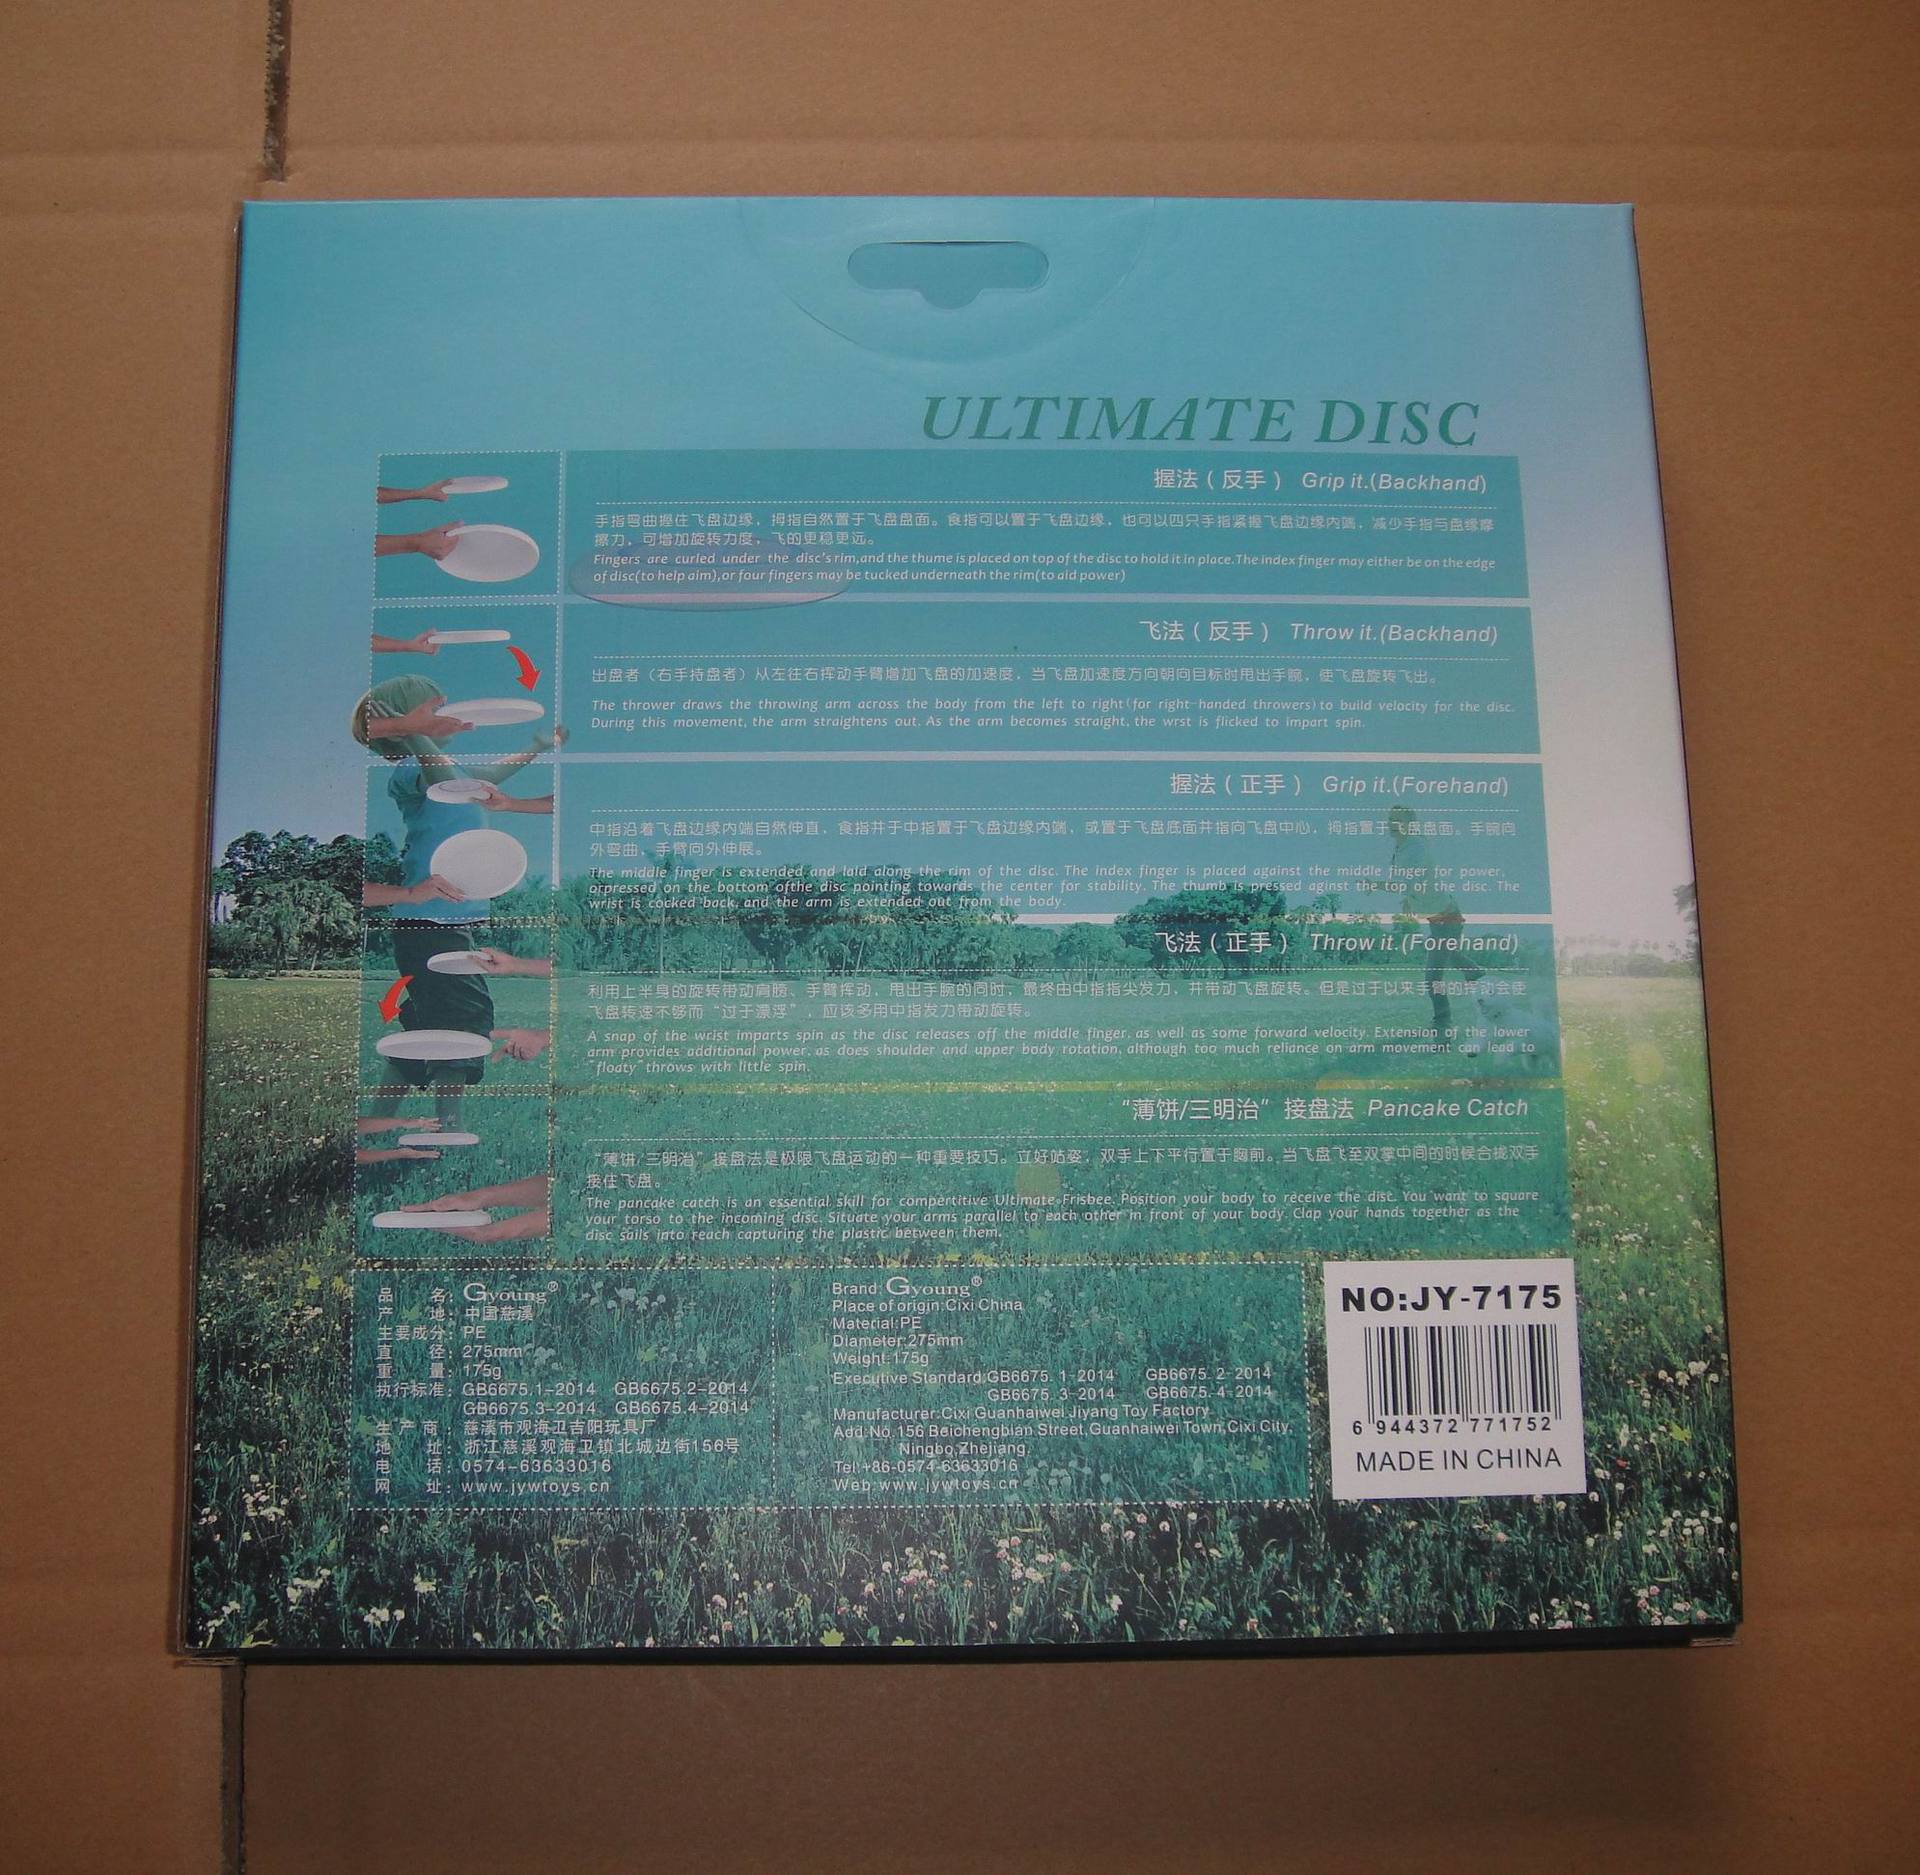 ULTIMATE DISC
握法（反手） Grip it.(Backhand)
手指弯曲握住飞盘边缘，拇指自然置于飞盘盘面。食指可以置于飞盘边缘，也可以四只手指紧握飞盘边缘内端，减少手指与盘缘摩
擦力，可增加旋转力度，飞的更稳更远。
Fingers are curled under the disc's rim,and the thume is placed on top of the disc to hold it in place.The index finger may either be on the edge
of disc(to help aim),or four fingers may be tucked underneath the rim(to aid power)
飞法（反手） Throw it.(Backhand)
出盘者（右手持盘者）从左往右挥动手臂增加飞盘的加速度，当飞盘加速度方向朝向目标时甩出手腕，使飞盘旋转飞出。
The thrower draws the throwing arm across the body from the left to right(for right-handed throwers)to build velocity for the disc.
During this movement, the arm straightens out. As the arm becomes straight, the wrst is flicked to impart spin.
握法（正手） Grip it.(Forehand)
中指沿着飞盘边缘内端自然伸直，食指并于中指置于飞盘边缘内端，或置于飞盘底面并指向飞盘中心，拇指置于飞盘盘面。手腕向
外弯曲，手臂向外伸展。
The middle finger is extended and laid along the rim of the disc. The index finger is placed against the middle finger for power,
orpressed on the bottom ofthe disc pointing towards the center for stability. The thumb is pressed aginst the top of the disc. The
wrist is cocked back, and the arm is extended out from the body.
飞法（正手） Throw it.(Forehand)
利用上半身的旋转带动肩膀、手臂挥动，甩出手腕的同时，最终由中指指尖发力，并带动飞盘旋转。但是过于以来手臂的挥动会使
飞盘转速不够而“过于漂浮”，应该多用中指发力带动旋转。
A snap of the wrist imparts spin as the disc releases off the middle finger, as well as some forward velocity. Extension of the lower
arm provides additional power, as does shoulder and upper body rotation, although too much reliance on arm movement can lead to
"floaty"throws with little spin.
“薄饼/三明治”接盘法 Pancake Catch
“薄饼/三明治”接盘法是极限飞盘运动的一种重要技巧。立好站姿，双手上下平行置于胸前。当飞盘飞至双掌中间的时候合拢双手
接住飞盘。
The pancake catch is an essential skill for compertitive Ultimate Frisbee. Position your body to receive the disc. You want to square
your torso to the incoming disc. Situate your arms parallel to each other in front of your body. Clap your hands together as the
disc sails into reach capturing the plastic between them.
品 名：Gyoung®
产 地：中国慈溪
主要成分：PE
直 径：275mm
重 量：175g
执行标准：GB6675.1-2014 GB6675.2-2014
GB6675.3-2014 GB6675.4-2014
生 产 商：慈溪市观海卫吉阳玩具厂
地 址：浙江慈溪观海卫镇北城边街156号
电 话：0574-63633016
网 址：www.jywtoys.cn
Brand: Gyoung®
Place of origin:Cixi China
Material:PE
Diameter:275mm
Weight:175g
Executive Standard:GB6675. 1-2014 GB6675. 2-2014
GB6675. 3-2014 GB6675. 4-2014
Manufacturer:Cixi Guanhaiwei Jiyang Toy Factory
Add:No.156 Beichengbian Street,Guanhaiwei Town,Cixi City,
Ningbo,Zhejiang.
Tel:+86-0574-63633016
Web:www.jywtoys.cn
NO:JY-7175
6 944372 771752
MADE IN CHINA